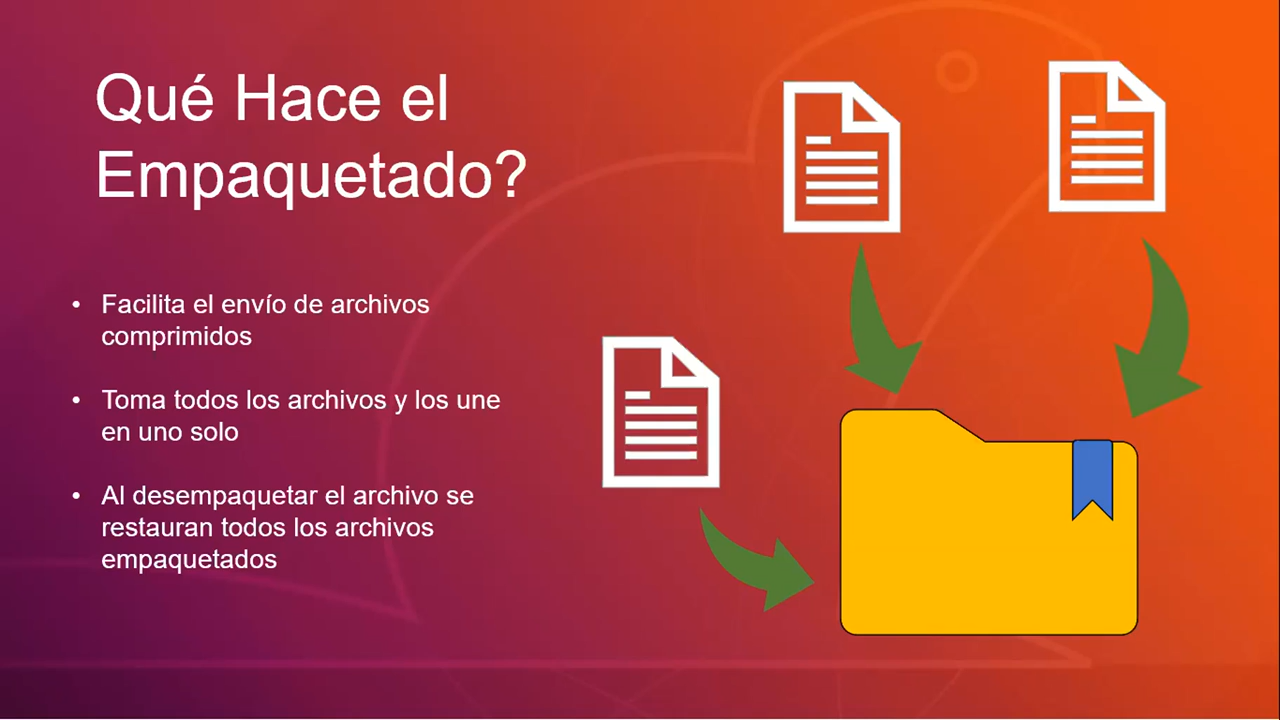 Qué Hace el
Empaquetado?
• Facilita el envío de archivos
comprimidos
• Toma todos los archivos y los une
en uno solo
• Al desempaquetar el archivo se
restauran todos los archivos
empaquetados